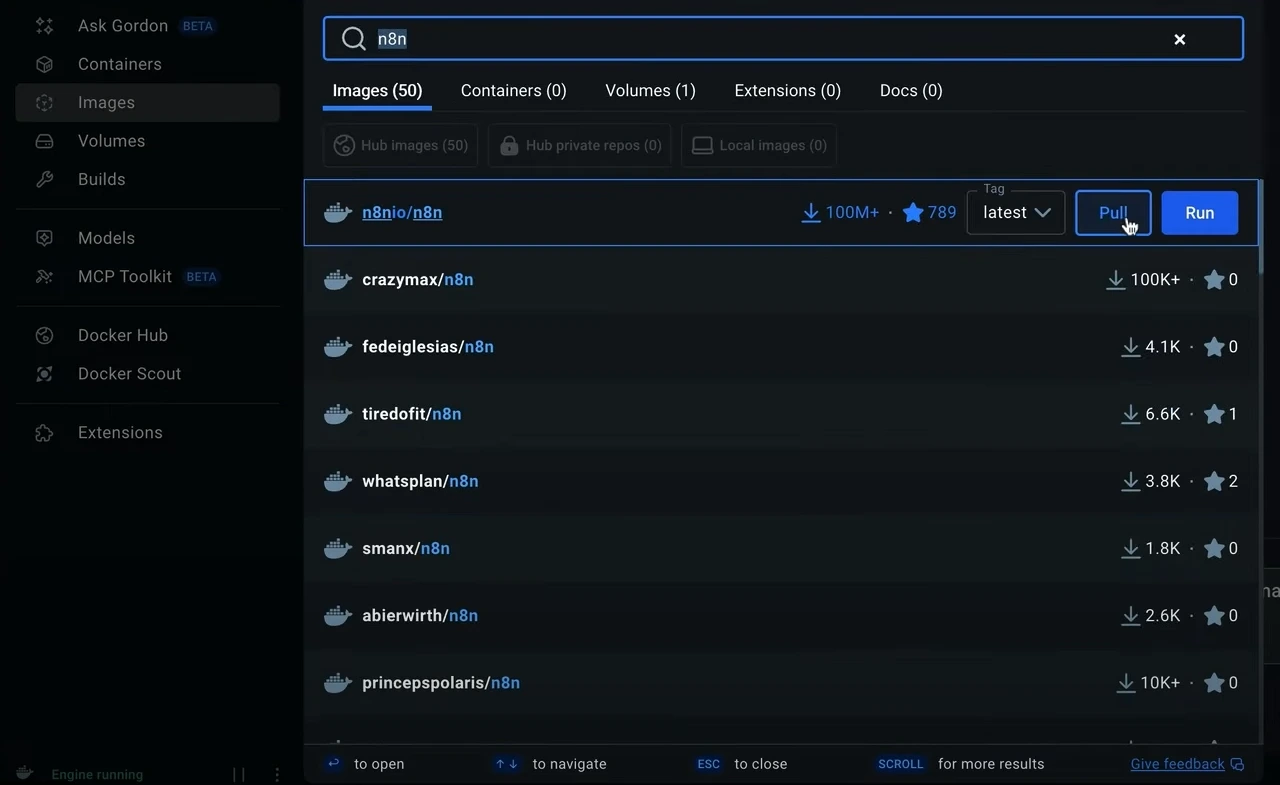 Ask Gordon BETA
Containers
Images
Volumes
Builds
Models
MCP Toolkit BETA
Docker Hub
Docker Scout
Extensions
Engine running
n8n
Images (50) Containers (0) Volumes (1) Extensions (0) Docs (0)
Hub images (50) Hub private repos (0) Local images (0)
n8nio/n8n 100M+ · 789 Tag latest Pull Run
crazymax/n8n 100K+ · 0
fedeiglesias/n8n 4.1K · 0
tiredofit/n8n 6.6K · 1
whatsplan/n8n 3.8K · 2
smanx/n8n 1.8K · 0
abierwirth/n8n 2.6K · 0
princepspolaris/n8n 10K+ · 0
to open to navigate ESC to close SCROLL for more results Give feedback